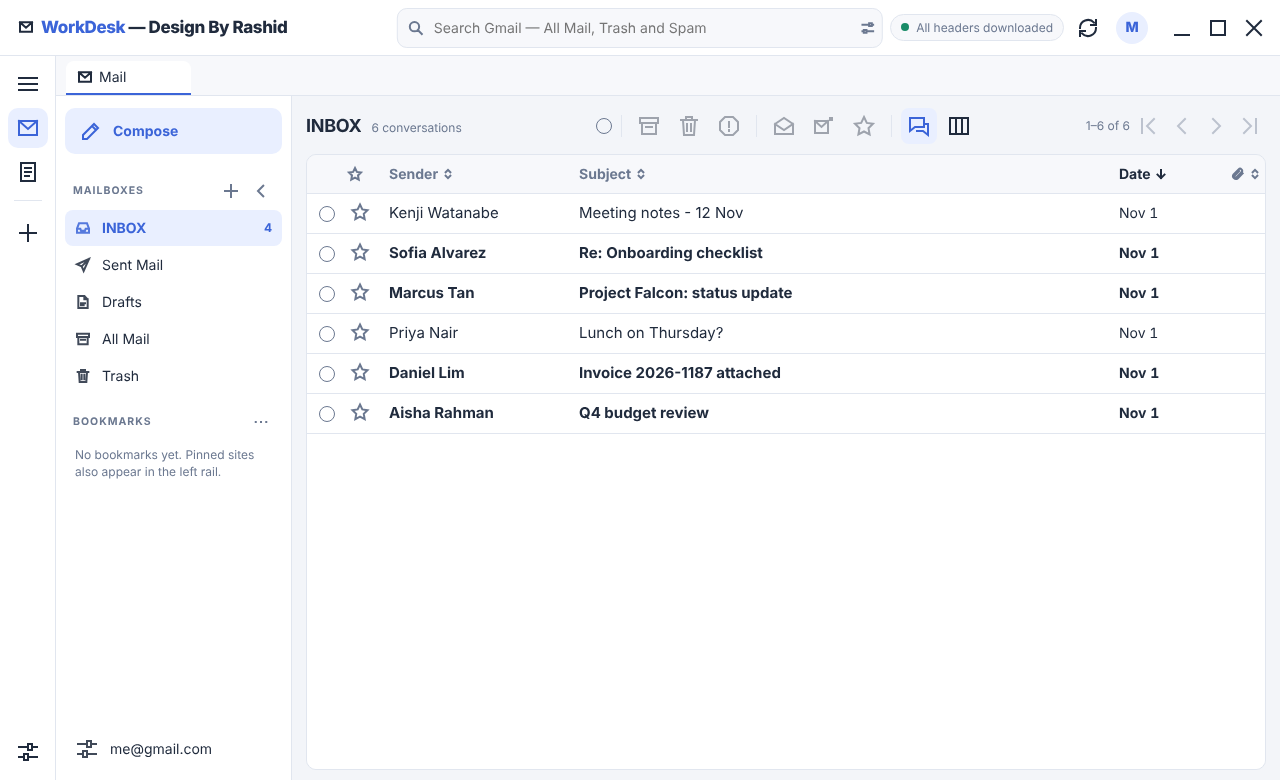 WorkDesk — Design By Rashid
Search Gmail — All Mail, Trash and Spam
All headers downloaded
M
Mail
Compose
MAILBOXES
INBOX 4
Sent Mail
Drafts
All Mail
Trash
BOOKMARKS
No bookmarks yet. Pinned sites
also appear in the left rail.
me@gmail.com
INBOX 6 conversations
1–6 of 6
Sender Subject Date
Kenji Watanabe Meeting notes - 12 Nov Nov 1
Sofia Alvarez Re: Onboarding checklist Nov 1
Marcus Tan Project Falcon: status update Nov 1
Priya Nair Lunch on Thursday? Nov 1
Daniel Lim Invoice 2026-1187 attached Nov 1
Aisha Rahman Q4 budget review Nov 1